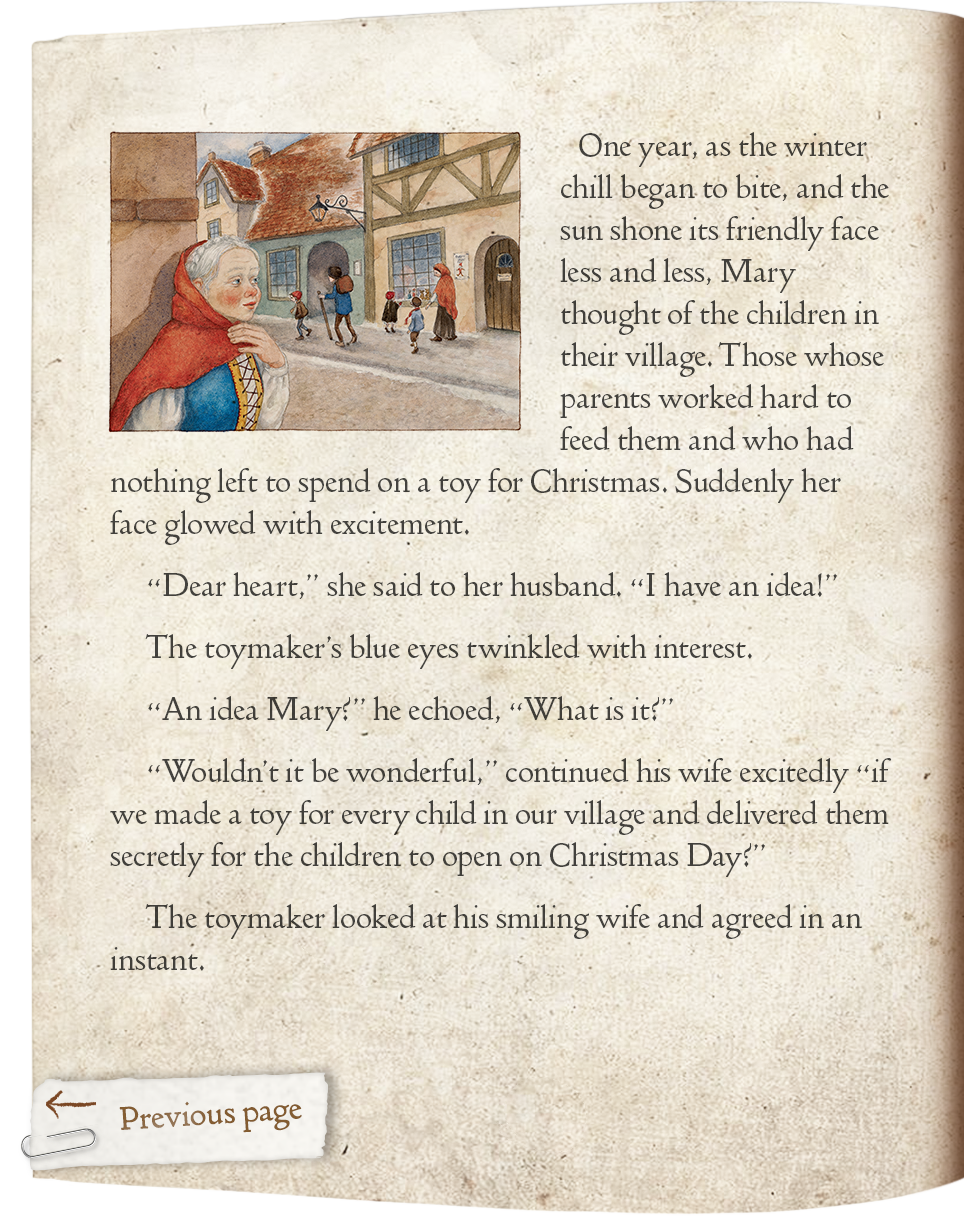 One year, as the winter
chill began to bite, and the
sun shone its friendly face
less and less, Mary
thought of the children in
their village. Those whose
parents worked hard to
feed them and who had
nothing left to spend on a toy for Christmas. Suddenly her
face glowed with excitement.
“Dear heart,” she said to her husband. “I have an idea!”
The toymaker’s blue eyes twinkled with interest.
“An idea Mary?” he echoed, “What is it?”
“Wouldn’t it be wonderful,” continued his wife excitedly “if
we made a toy for every child in our village and delivered them
secretly for the children to open on Christmas Day?”
The toymaker looked at his smiling wife and agreed in an
instant.
Previous page